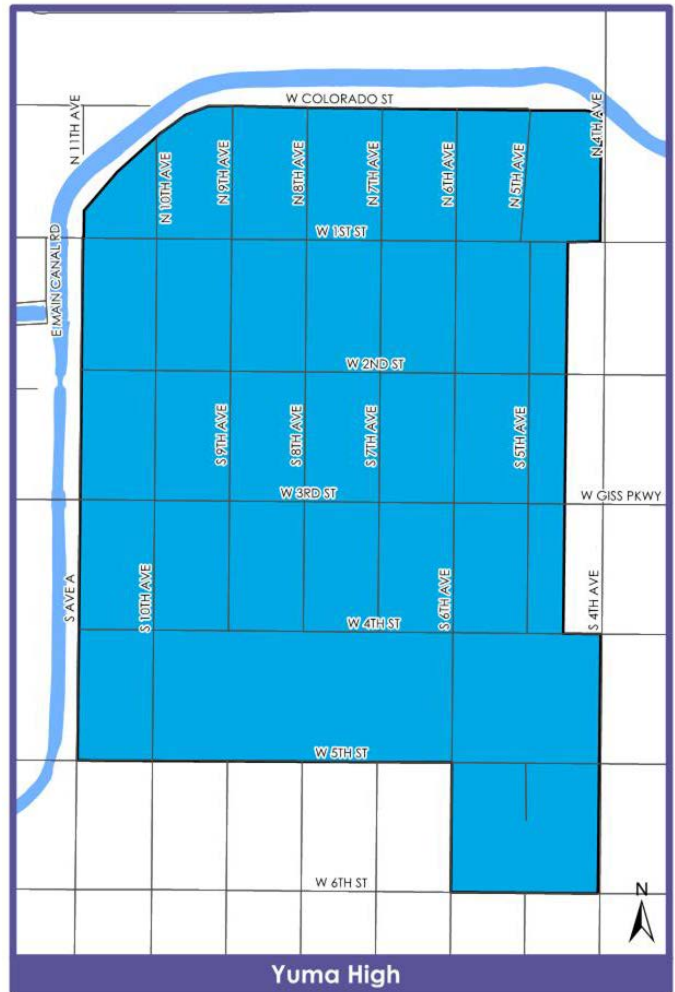 W COLORADO ST
N 11TH AVE
N 4TH AVE
N 10TH AVE
N 9TH AVE
N 8TH AVE
N 7TH AVE
N 6TH AVE
N 5TH AVE
W 1ST ST
E MAIN CANAL RD
W 2ND ST
S 9TH AVE
S 8TH AVE
S 7TH AVE
S 5TH AVE
W 3RD ST
W GISS PKWY
S AVE A
S 10TH AVE
S 6TH AVE
S 4TH AVE
W 4TH ST
W 5TH ST
W 6TH ST
N
Yuma High